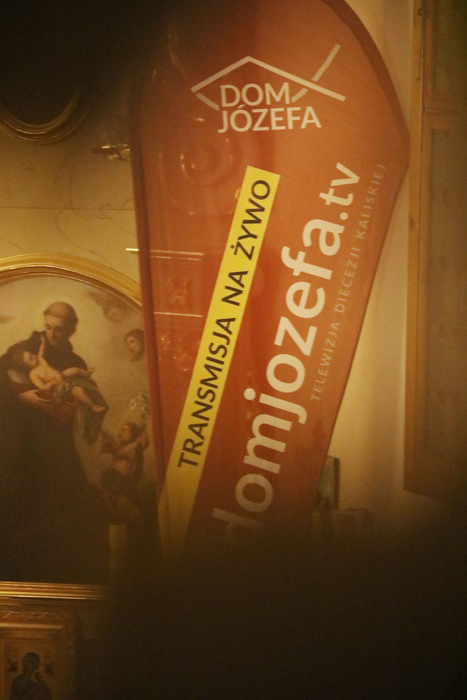 DOM
JÓZEFA
TRANSMISJA NA ŻYWO
domjozefa.tv
TELEWIZJA DIECEZJI KALISKIEJ